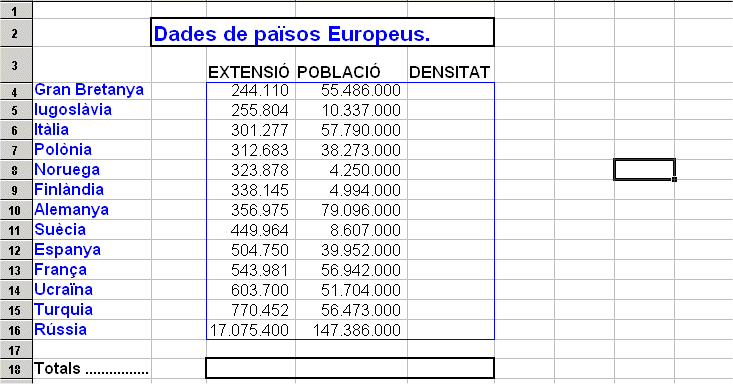 1
2 Dades de països Europeus.
3 EXTENSIÓ POBLACIÓ DENSITAT
4 Gran Bretanya 244.110 55.486.000
5 Iugoslàvia 255.804 10.337.000
6 Itàlia 301.277 57.790.000
7 Polònia 312.683 38.273.000
8 Noruega 323.878 4.250.000
9 Finlàndia 338.145 4.994.000
10 Alemanya 356.975 79.096.000
11 Suècia 449.964 8.607.000
12 Espanya 504.750 39.952.000
13 França 543.981 56.942.000
14 Ucraïna 603.700 51.704.000
15 Turquia 770.452 56.473.000
16 Rússia 17.075.400 147.386.000
17
18 Totals ................